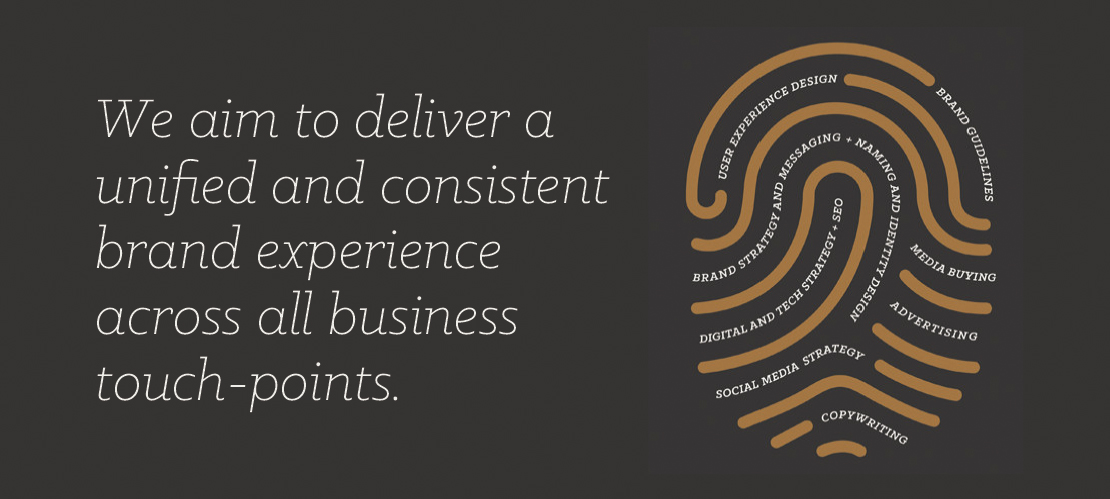 We aim to deliver a
unified and consistent
brand experience
across all business
touch-points.
USER EXPERIENCE DESIGN
BRAND GUIDELINES
BRAND STRATEGY AND MESSAGING + NAMING AND IDENTITY DESIGN
DIGITAL AND TECH STRATEGY + SEO
MEDIA BUYING
ADVERTISING
SOCIAL MEDIA STRATEGY
COPYWRITING